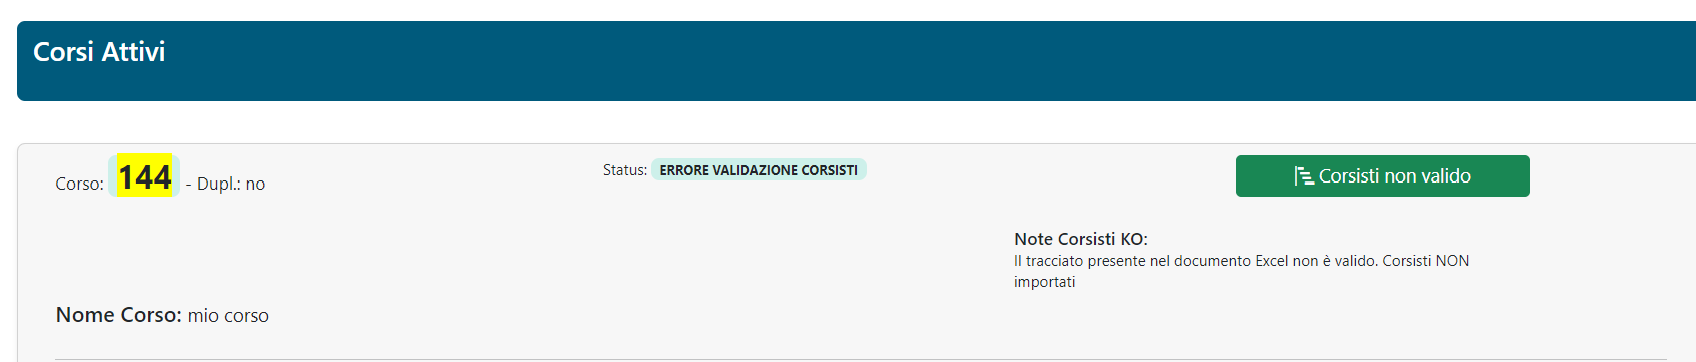 Corsi Attivi
Corso: 144 - Dupl.: no
Status: ERRORE VALIDAZIONE CORSISTI
Corsisti non valido
Note Corsisti KO:
Il tracciato presente nel documento Excel non è valido. Corsisti NON
importati
Nome Corso: mio corso